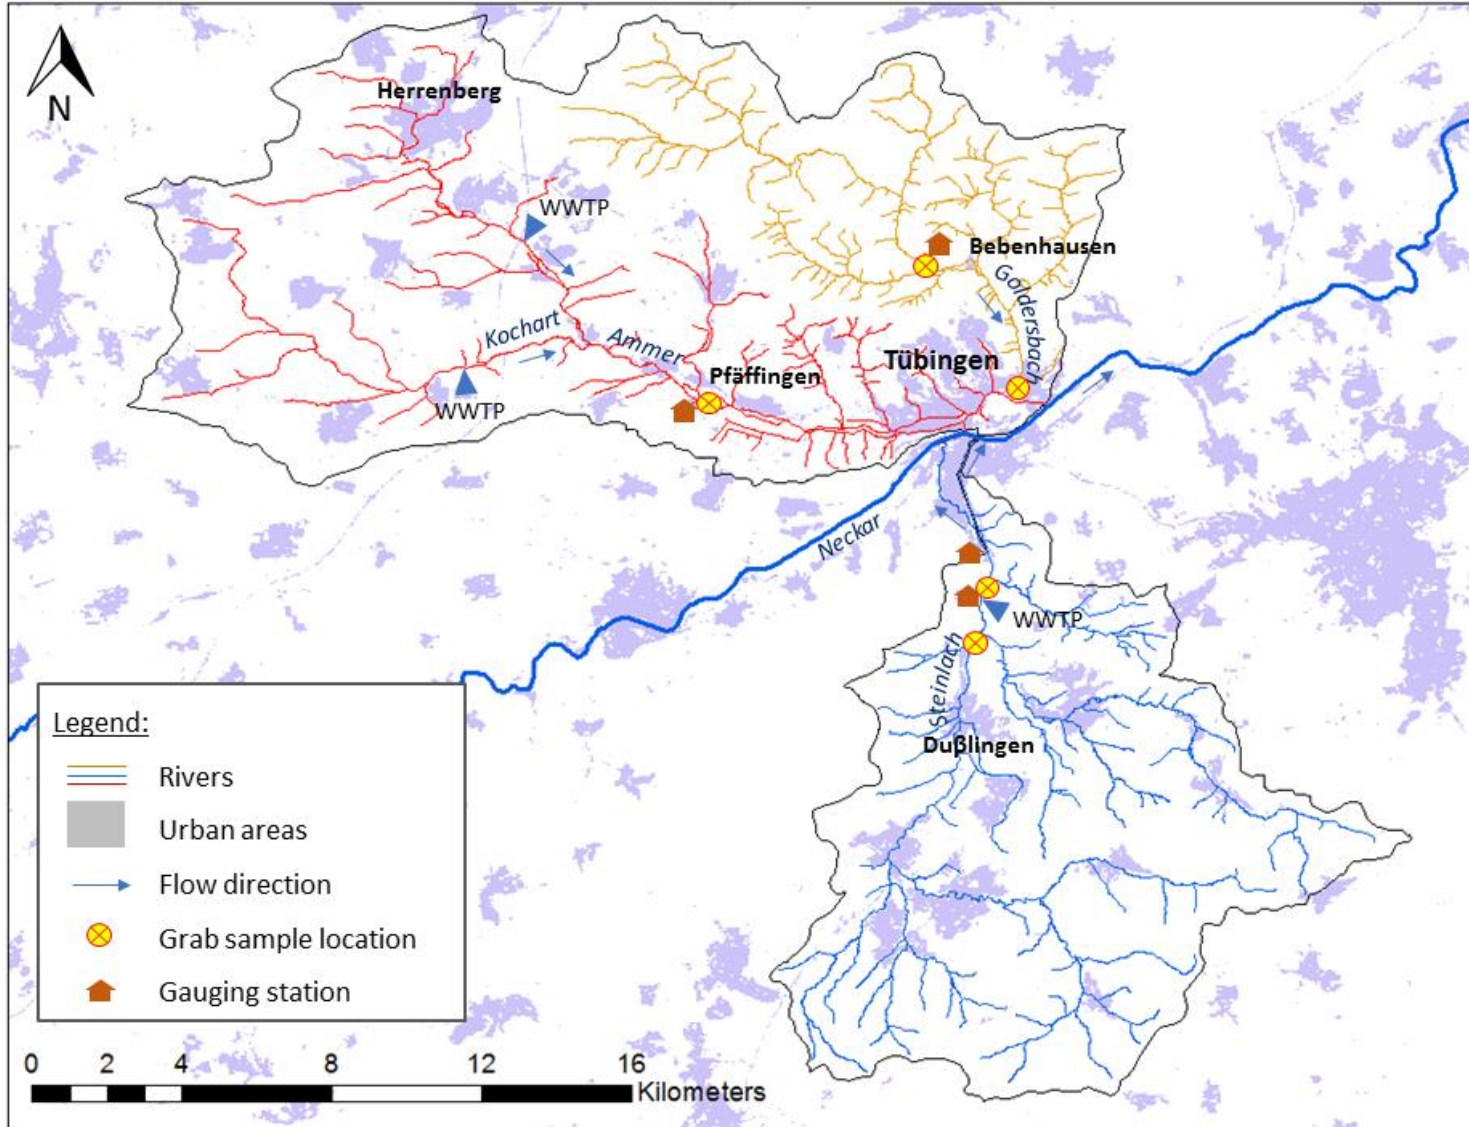 N
Herrenberg
WWTP
Bebenhausen
Goldersbach
Kochart
Ammer
Tübingen
Pfäffingen
WWTP
Neckar
WWTP
Steinlach
Dußlingen
Legend:
Rivers
Urban areas
Flow direction
Grab sample location
Gauging station
0 2 4 8 12 16
Kilometers